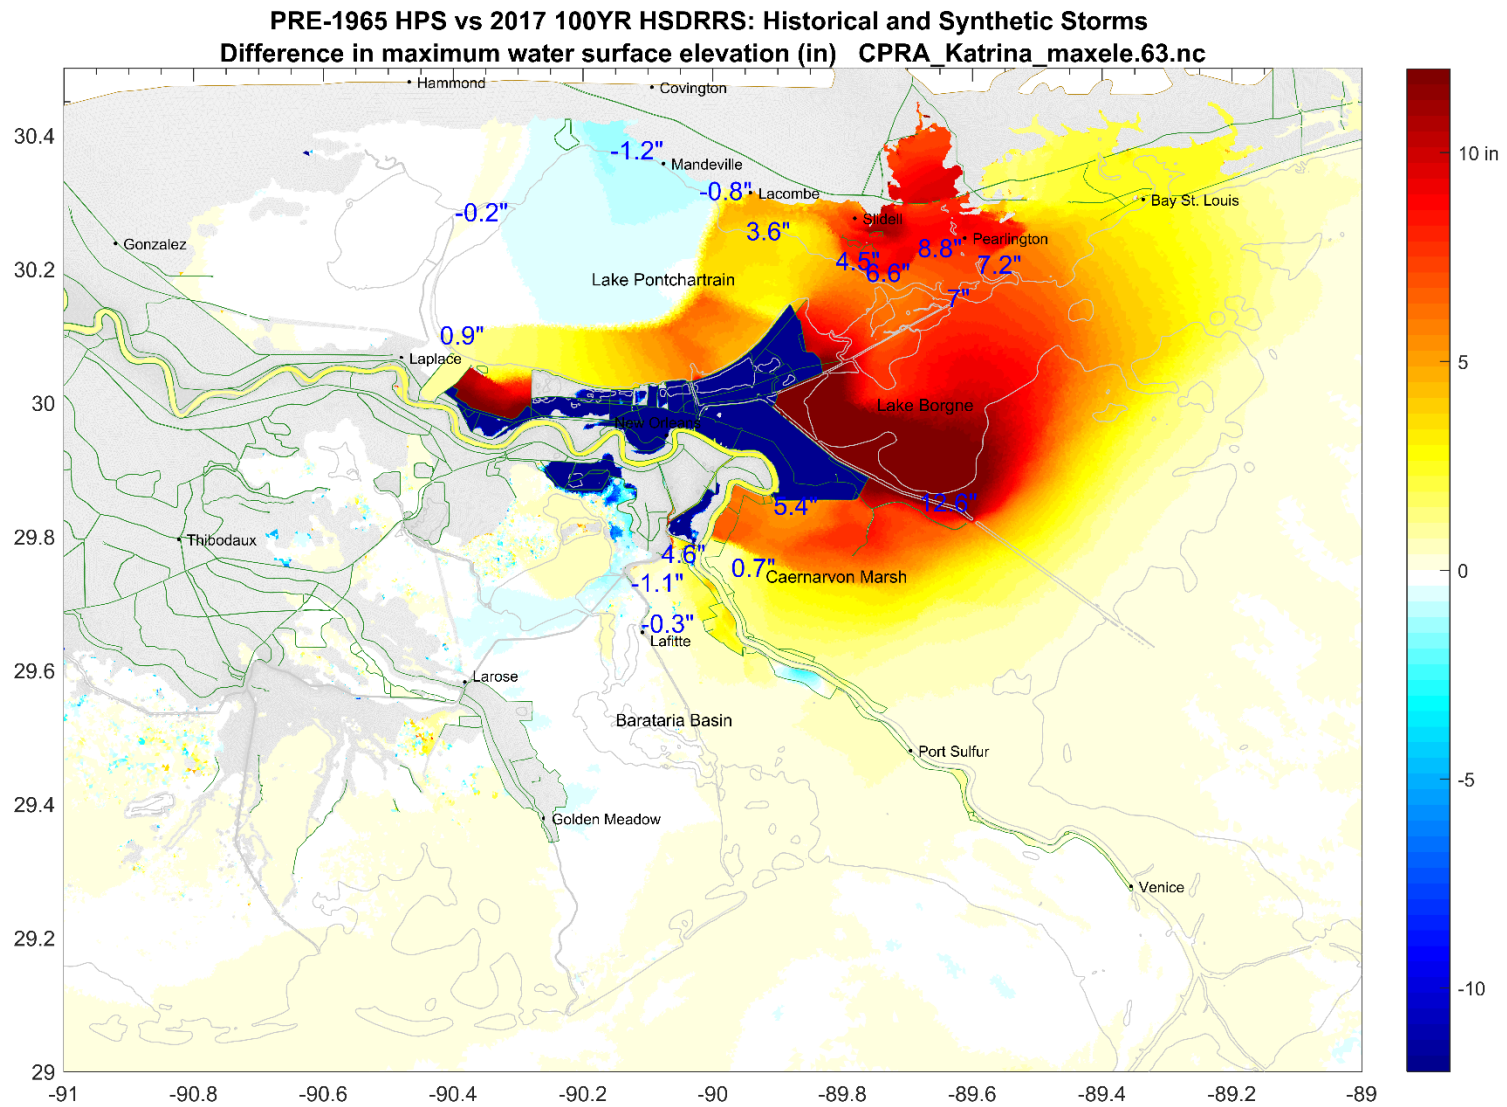 PRE-1965 HPS vs 2017 100YR HSDRRS: Historical and Synthetic Storms
Difference in maximum water surface elevation (in) CPRA_Katrina_maxele.63.nc
Hammond
Covington
30.4
-1.2"
Mandeville
10 in
-0.8"
Lacombe
Bay St. Louis
-0.2"
Slidell
3.6"
Gonzalez
8.8"
Pearlington
4.5"
7.2"
30.2
6.6"
Lake Pontchartrain
7"
0.9"
Laplace
5
30
Lake Borgne
New Orleans
5.4"
12.6"
29.8
Thibodaux
4.6"
0.7"
0
Caernarvon Marsh
-1.1"
-0.3"
Lafitte
29.6
Larose
Barataria Basin
Port Sulfur
-5
29.4
Golden Meadow
Venice
29.2
-10
29
-91
-90.8
-90.6
-90.4
-90.2
-90
-89.8
-89.6
-89.4
-89.2
-89